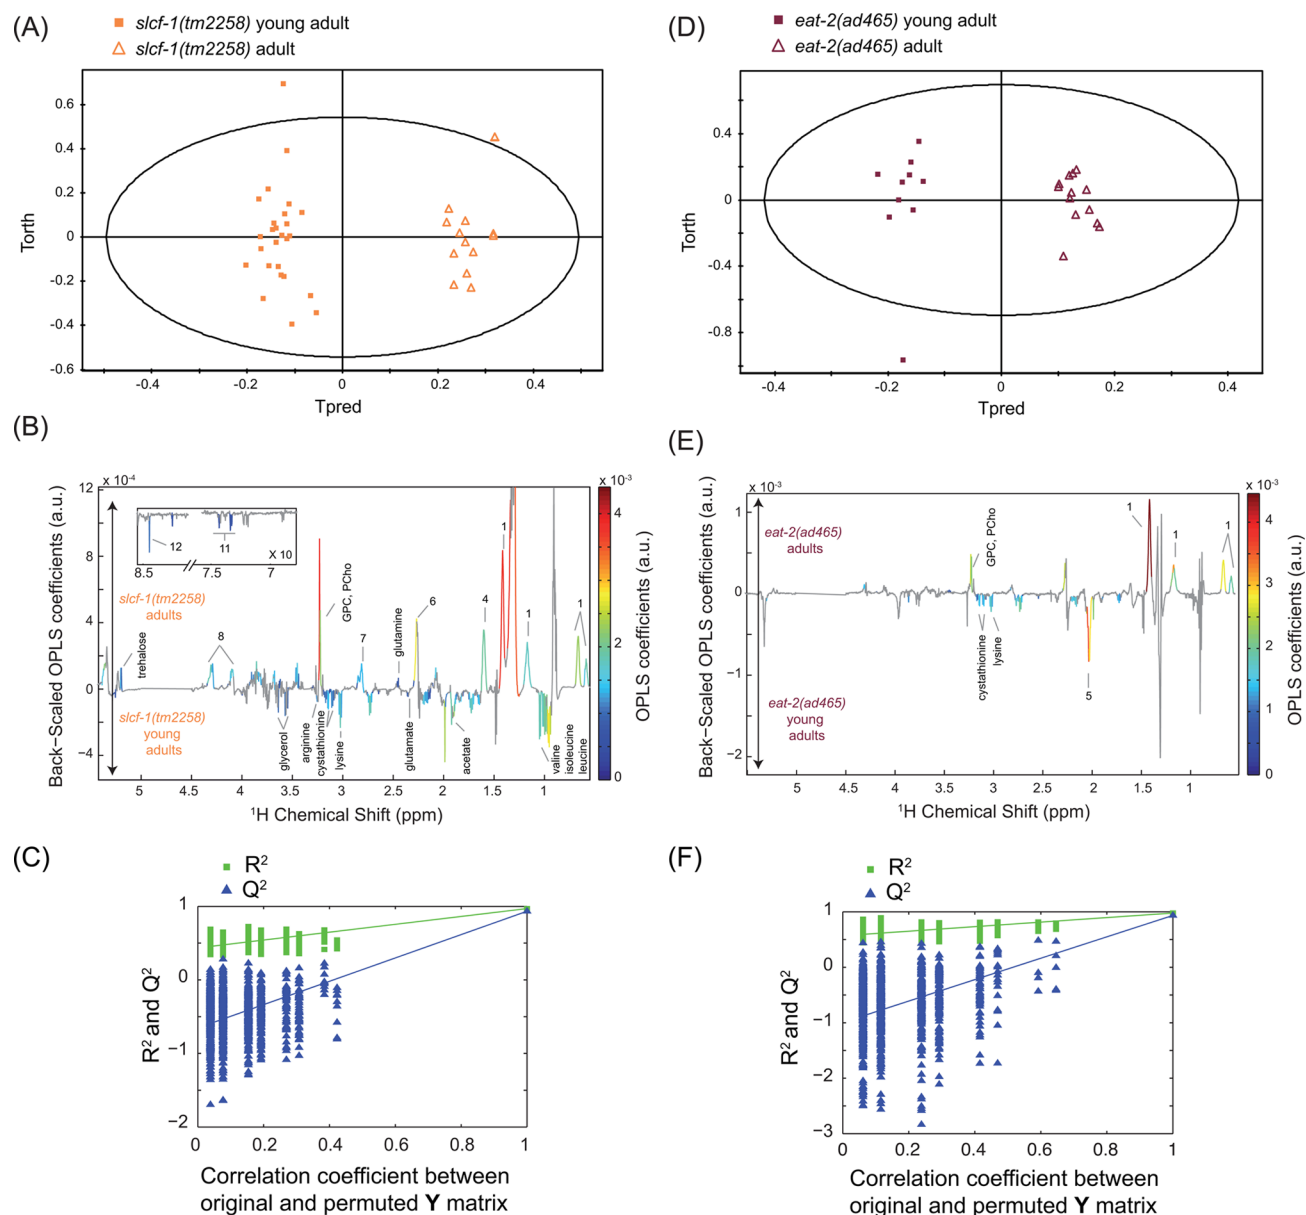 (A)
slcf-1(tm2258) young adult
slcf-1(tm2258) adult
Torth
0.6
0.4
0.2
0
-0.2
-0.4
-0.6
-0.4
-0.2
0
0.2
0.4
Tpred
(D)
eat-2(ad465) young adult
eat-2(ad465) adult
Torth
0.4
0
-0.4
-0.8
-0.4
-0.2
0
0.2
0.4
Tpred
(B)
Back−Scaled OPLS coefficients (a.u.)
x 10-4
12
8
4
0
−4
12
11
8.5
7.5
7
X 10
slcf-1(tm2258)
adults
slcf-1(tm2258)
young
adults
trehalose
8
glycerol
arginine
cystathionine
lysine
GPC, PCho
7
glutamine
glutamate
6
acetate
4
1
1
1
valine
isoleucine
leucine
5
4.5
4
3.5
3
2.5
2
1.5
1
1H Chemical Shift (ppm)
x 10-3
4
3
2
1
0
OPLS coefficients (a.u.)
(E)
Back−Scaled OPLS coefficients (a.u.)
x 10-3
1
0
−1
−2
eat-2(ad465)
adults
eat-2(ad465)
young
adults
GPC, PCho
cystathionine
lysine
5
1
1
1
5
4.5
4
3.5
3
2.5
2
1.5
1
1H Chemical Shift (ppm)
x 10-3
4
3
2
1
0
OPLS coefficients (a.u.)
(C)
R2
Q2
R2 and Q2
1
0
−1
−2
0
0.2
0.4
0.6
0.8
1
Correlation coefficient between
original and permuted Y matrix
(F)
R2
Q2
R2 and Q2
1
0
−1
−2
−3
0
0.2
0.4
0.6
0.8
1
Correlation coefficient between
original and permuted Y matrix